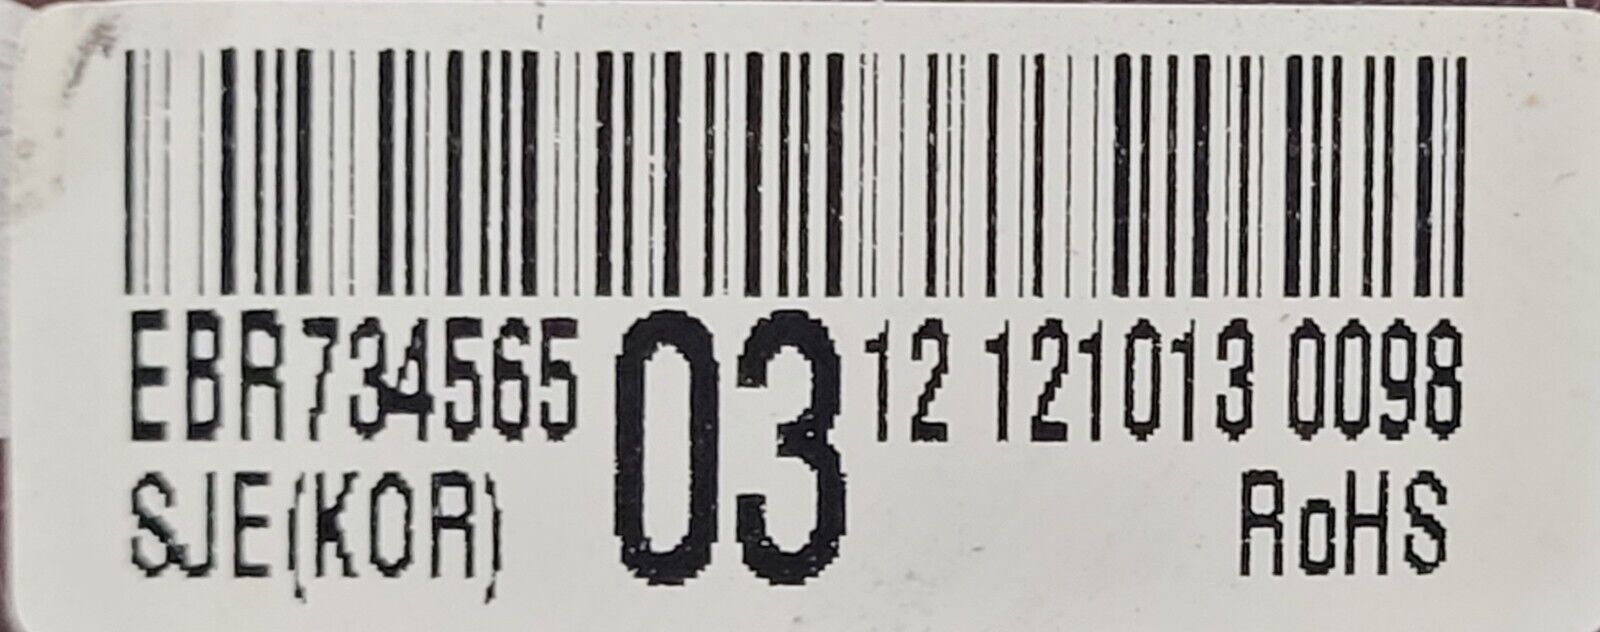 EBR734565 03 12 121013 0098
SJE(KOR) RoHS